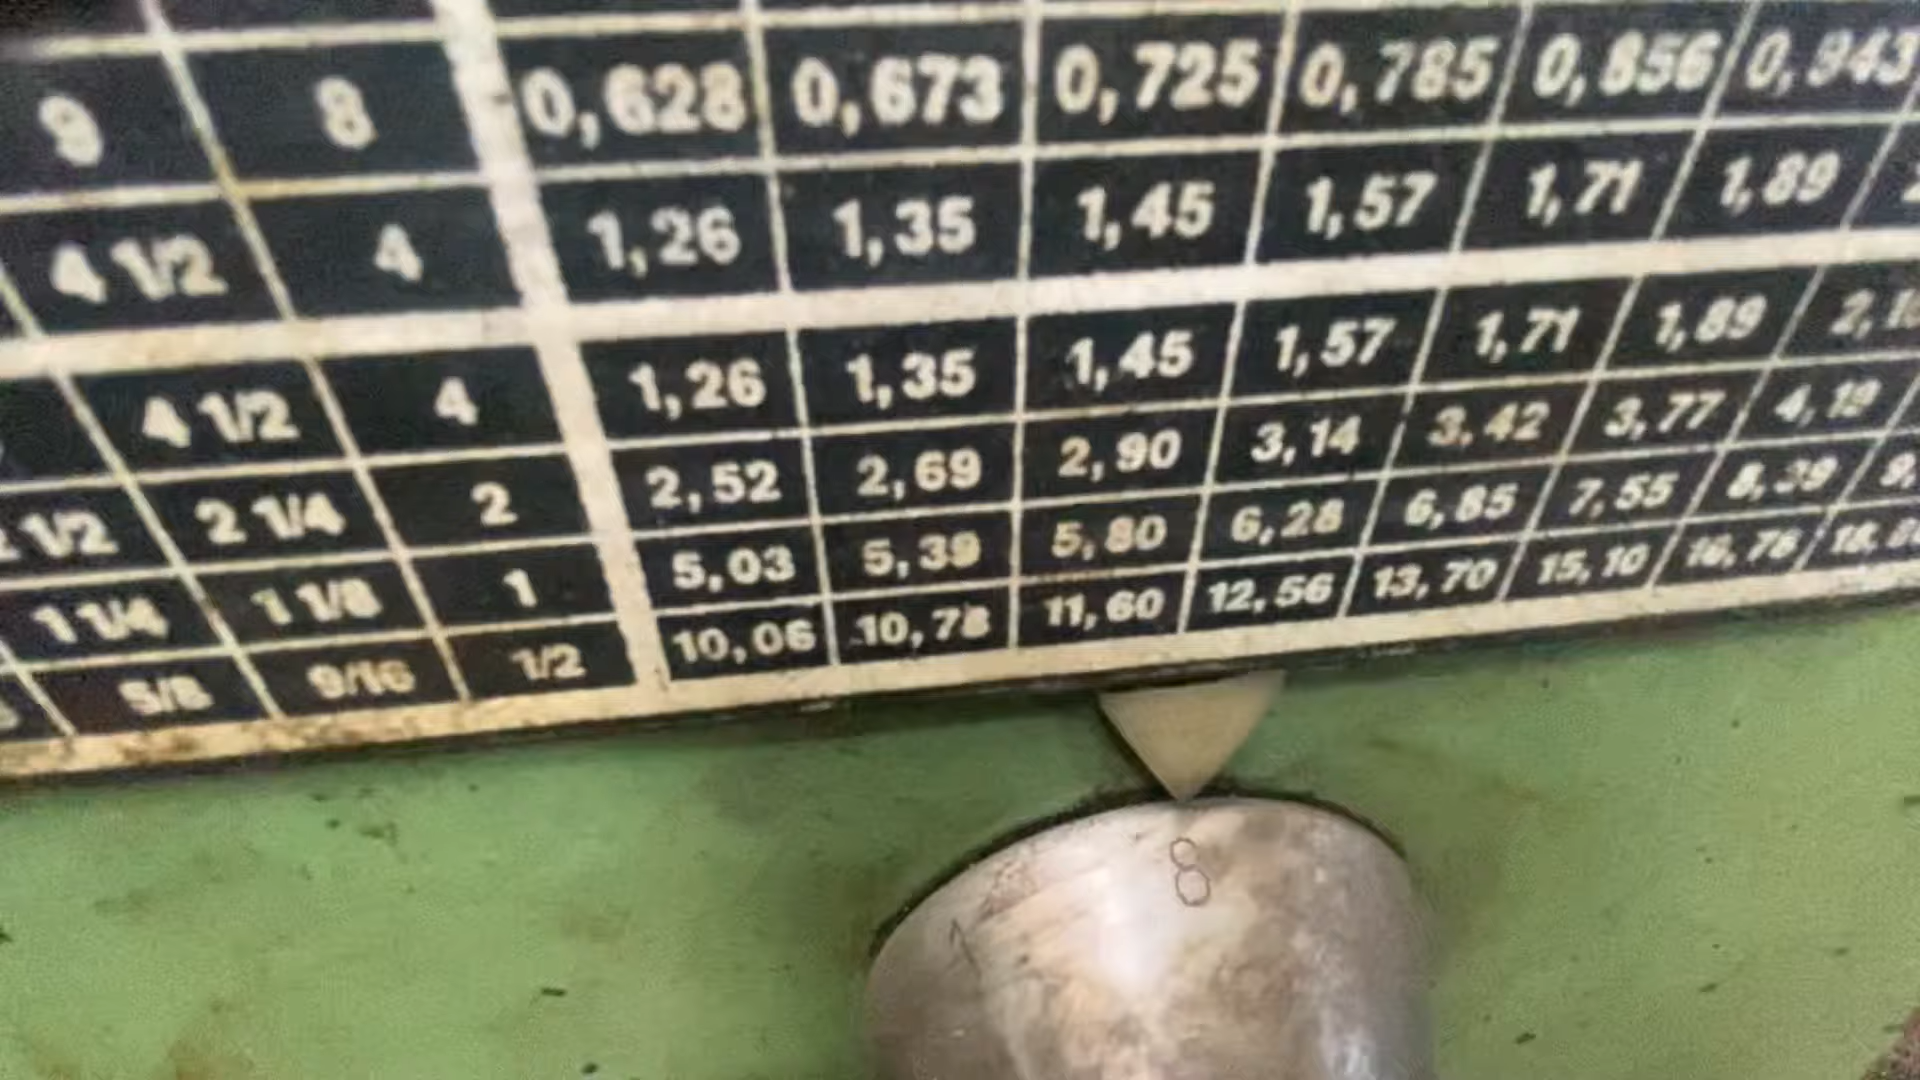 9 8 0,628 0,673 0,725 0,785 0,856 0,943
4 1/2 4 1,26 1,35 1,45 1,57 1,71 1,89
4 1/2 4 1,26 1,35 1,45 1,57 1,71 1,89
2 1/4 2 2,52 2,69 2,90 3,14 3,42 3,77 4,19
1 1/4 1 1/8 1 5,03 5,39 5,80 6,28 6,85 7,55 8,39
5/8 9/16 1/2 10,06 10,78 11,60 12,56 13,70 15,10 16,76
8